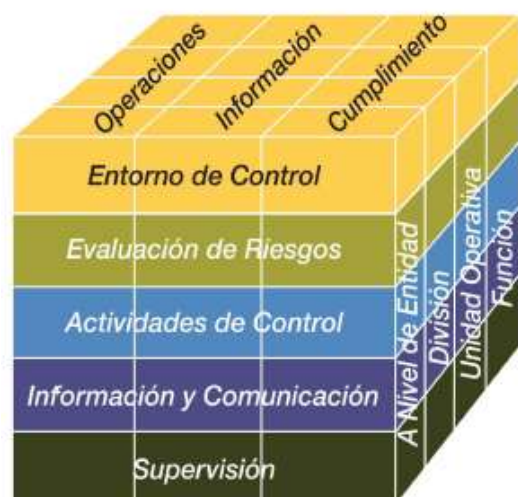 Operaciones
Información
Cumplimiento
Entorno de Control
Evaluación de Riesgos
Actividades de Control
Información y Comunicación
Supervisión
A Nivel de Entidad
División
Unidad Operativa
Función